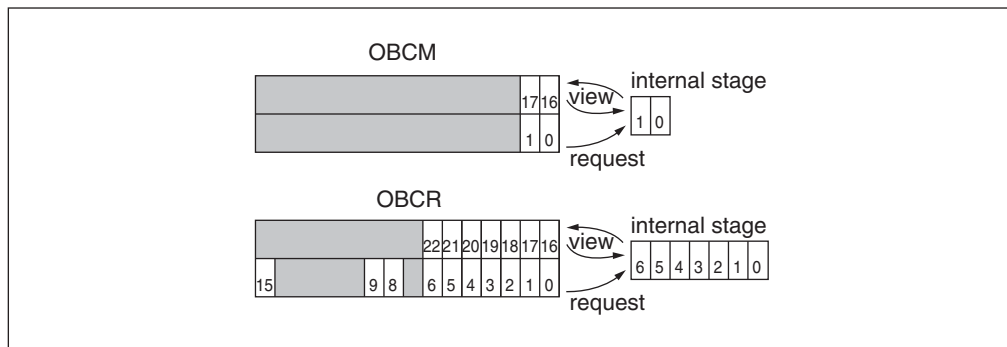 OBCM
17 16 view internal stage
1 0
1 0 request
OBCR
22 21 20 19 18 17 16 view internal stage
6 5 4 3 2 1 0
15 9 8 6 5 4 3 2 1 0 request